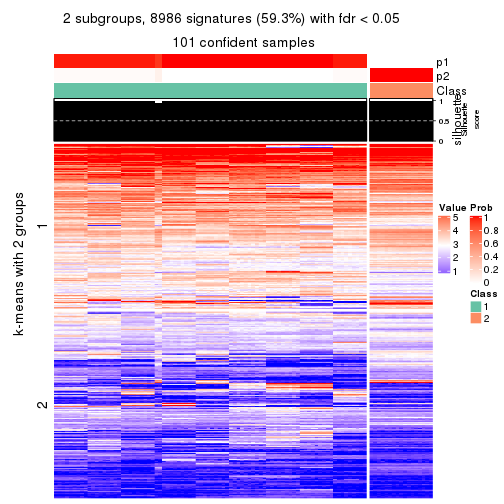 2 subgroups, 8986 signatures (59.3%) with fdr < 0.05
101 confident samples
p1
p2
Class
1
0.5
0
silhouette
Silhouette
score
k-means with 2 groups
1
2
Value
5
4
3
2
1
Prob
1
0.8
0.6
0.4
0.2
0
Class
1
2